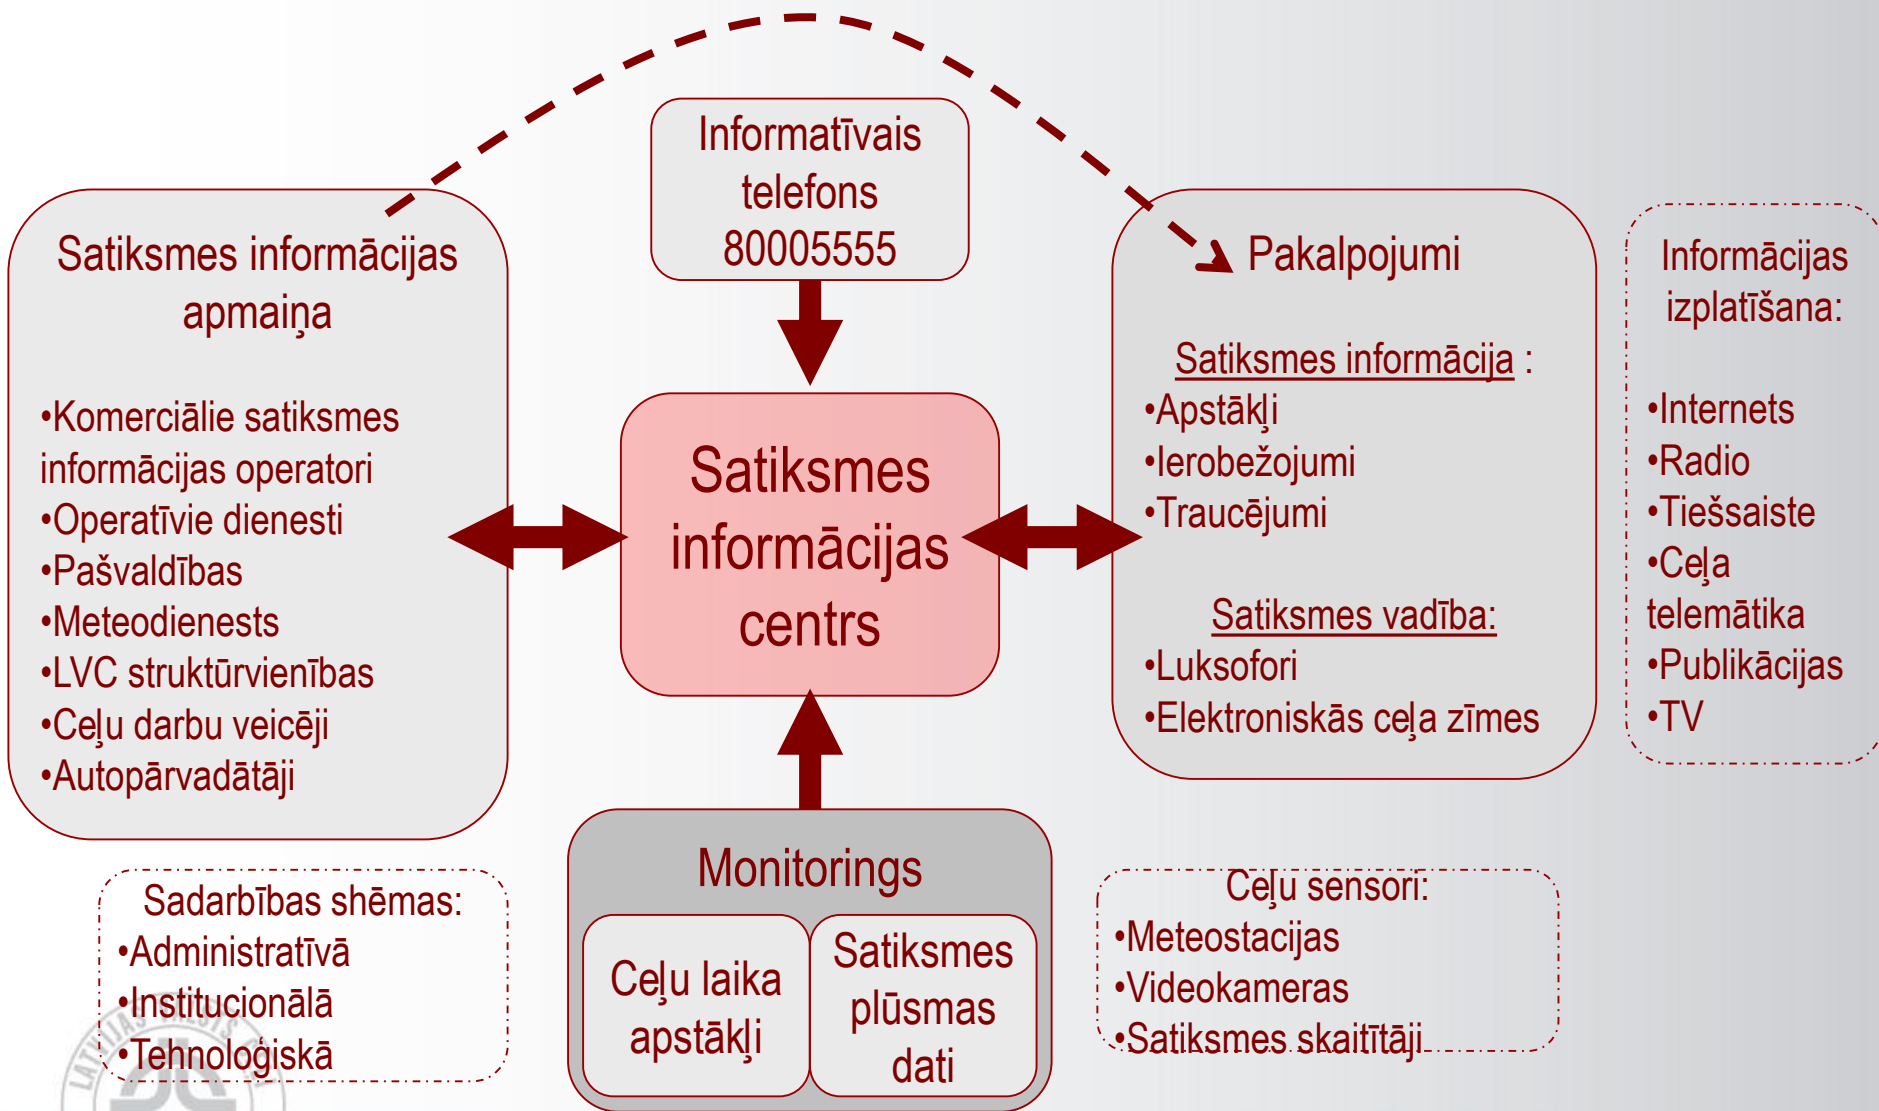 Informatīvais
telefons
80005555
Satiksmes informācijas
apmaiņa
•Komerciālie satiksmes
informācijas operatori
•Operatīvie dienesti
•Pašvaldības
•Meteodienests
•LVC struktūrvienības
•Ceļu darbu veicēji
•Autopārvadātāji
Satiksmes
informācijas
centrs
Pakalpojumi
Satiksmes informācija :
•Apstākļi
•Ierobežojumi
•Traucējumi
Satiksmes vadība:
•Luksofori
•Elektroniskās ceļa zīmes
Informācijas
izplatīšana:
•Internets
•Radio
•Tiešsaiste
•Ceļa
telemātika
•Publikācijas
•TV
Sadarbības shēmas:
•Administratīvā
•Institucionālā
•Tehnoloģiskā
Monitorings
Ceļu laika
apstākļi
Satiksmes
plūsmas
dati
Ceļu sensori:
•Meteostacijas
•Videokameras
•Satiksmes skaitītāji
LATVIJAS VALSTS CEĻI